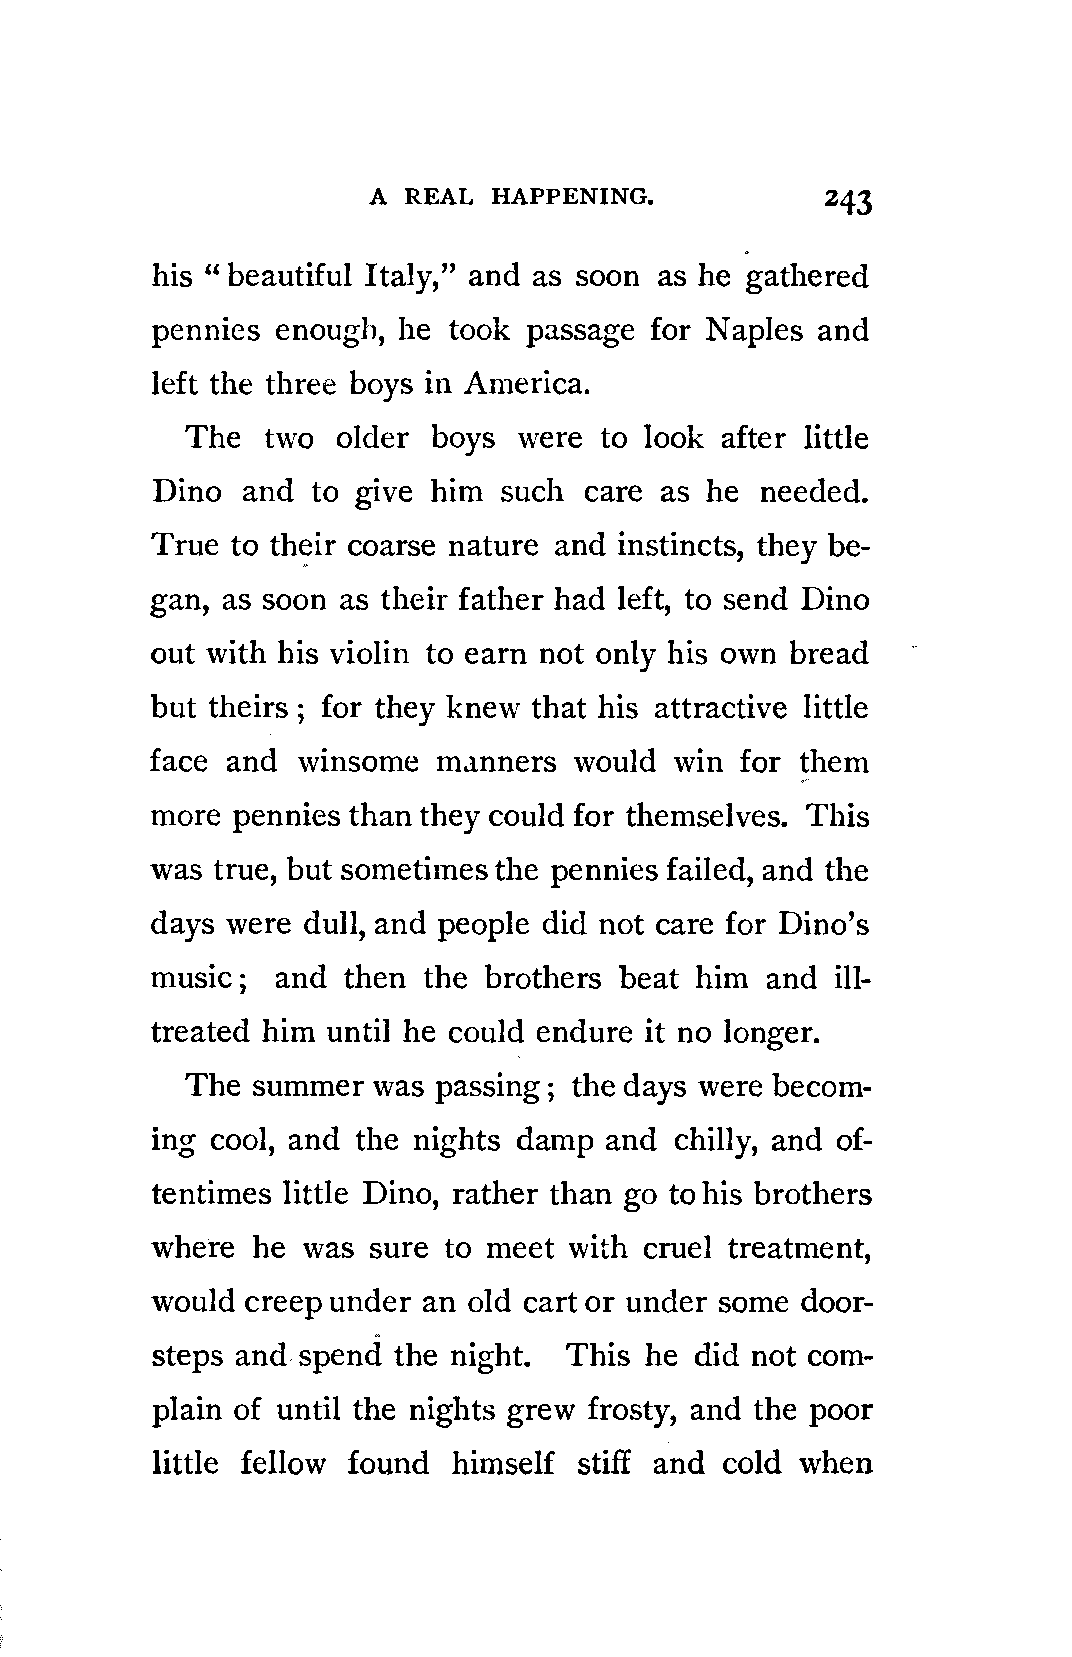 A REAL HAPPENING. 243
his “ beautiful Italy,” and as soon as he gathered
pennies enough, he took passage for Naples and
left the three boys in America.
The two older boys were to look after little
Dino and to give him such care as he needed.
True to their coarse nature and instincts, they be-
gan, as soon as their father had left, to send Dino
out with his violin to earn not only his own bread
but theirs ; for they knew that his attractive little
face and winsome manners would win for them
more pennies than they could for themselves. This
was true, but sometimes the pennies failed, and the
days were dull, and people did not care for Dino’s
music ; and then the brothers beat him and ill-
treated him until he could endure it no longer.
The summer was passing ; the days were becom-
ing cool, and the nights damp and chilly, and of-
tentimes little Dino, rather than go to his brothers
where he was sure to meet with cruel treatment,
would creep under an old cart or under some door-
steps and spend the night. This he did not com-
plain of until the nights grew frosty, and the poor
little fellow found himself stiff and cold when